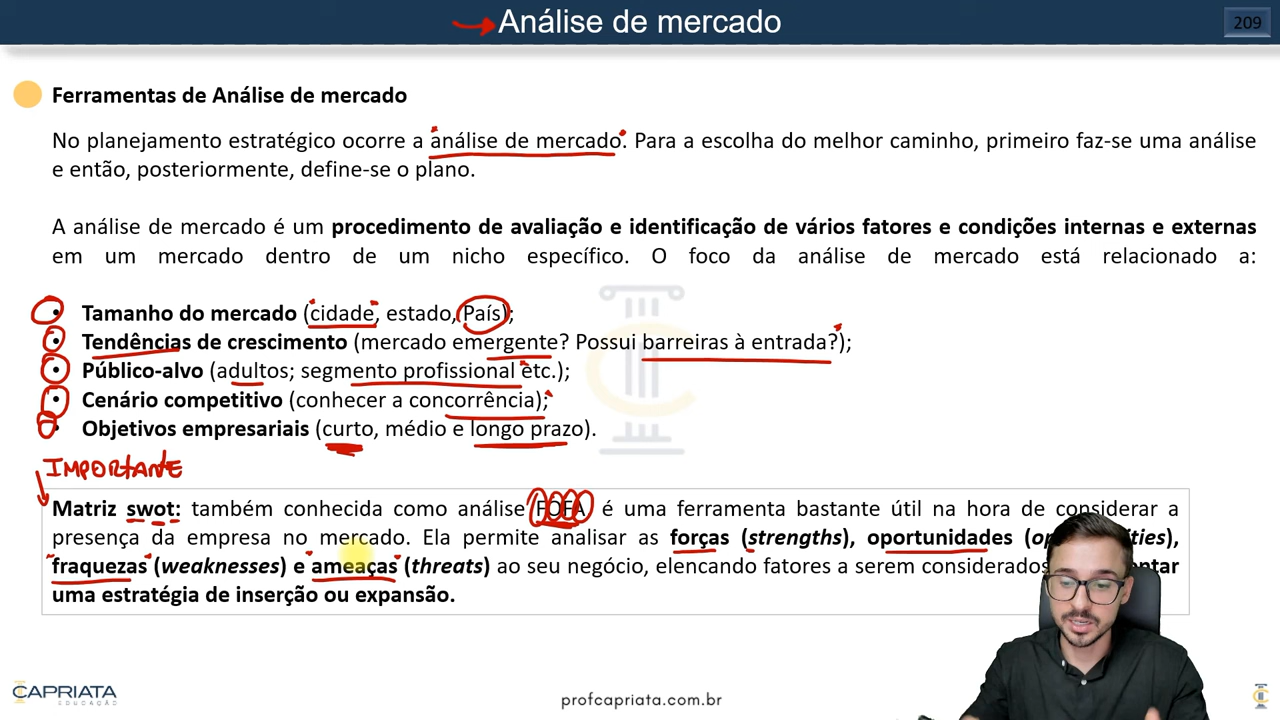 Análise de mercado
209
Ferramentas de Análise de mercado
No planejamento estratégico ocorre a análise de mercado. Para a escolha do melhor caminho, primeiro faz-se uma análise
e então, posteriormente, define-se o plano.
A análise de mercado é um procedimento de avaliação e identificação de vários fatores e condições internas e externas
em um mercado dentro de um nicho específico. O foco da análise de mercado está relacionado a:
• Tamanho do mercado (cidade, estado, País);
• Tendências de crescimento (mercado emergente? Possui barreiras à entrada?);
• Público-alvo (adultos; segmento profissional etc.);
• Cenário competitivo (conhecer a concorrência);
• Objetivos empresariais (curto, médio e longo prazo).
IMPORTANTE
Matriz swot: também conhecida como análise FOFA é uma ferramenta bastante útil na hora de considerar a
presença da empresa no mercado. Ela permite analisar as forças (strengths), oportunidades
fraquezas (weaknesses) e ameaças (threats) ao seu negócio, elencando fatores a serem considerados
uma estratégia de inserção ou expansão.
CAPRIATA
EDUCAÇÃO
profcapriata.com.br